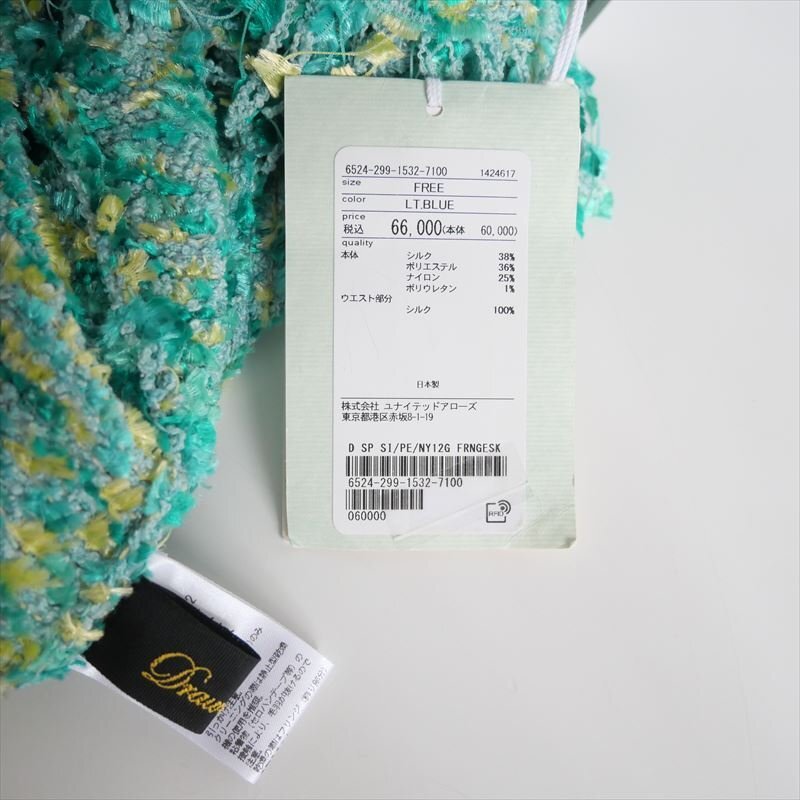 6524-299-1532-7100 1424617
size FREE
color LT.BLUE
price
税込 66,000(本体 60,000)
quality
本体 シルク 38%
ポリエステル 36%
ナイロン 25%
ポリウレタン 1%
ウエスト部分
シルク 100%
日本製
株式会社 ユナイテッドアローズ
東京都港区赤坂8-1-19
D SP SI/PE/NY12G FRNGESK
6524-299-1532-7100
060000
RFID
Draw
のみ